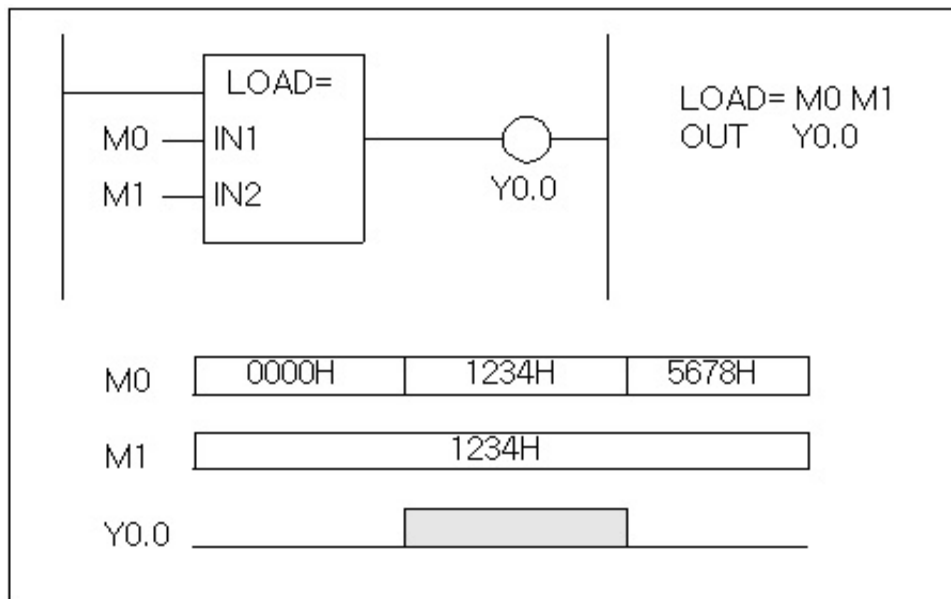 LOAD=
M0 IN1
M1 IN2
Y0.0
LOAD= M0 M1
OUT Y0.0
M0 0000H 1234H 5678H
M1 1234H
Y0.0